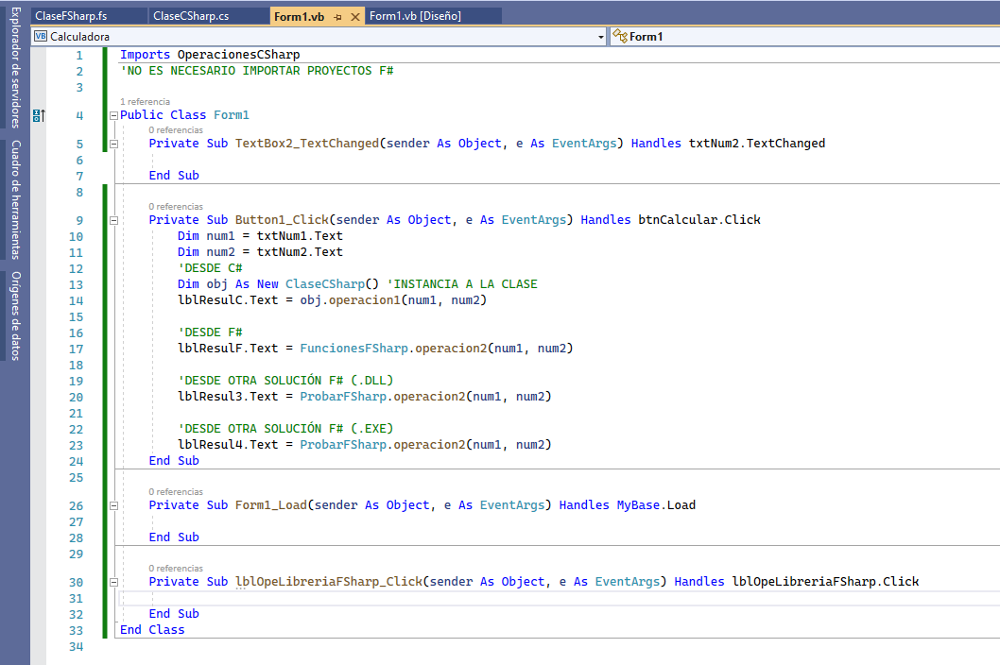 ClaseFSharp.fs ClaseCSharp.cs Form1.vb Form1.vb [Diseño]
VB Calculadora Form1
Explorador de servidores
Cuadro de herramientas
Orígenes de datos
1 Imports OperacionesCSharp
2 'NO ES NECESARIO IMPORTAR PROYECTOS F#
3
1 referencia
4 Public Class Form1
0 referencias
5 Private Sub TextBox2_TextChanged(sender As Object, e As EventArgs) Handles txtNum2.TextChanged
6
7 End Sub
8
0 referencias
9 Private Sub Button1_Click(sender As Object, e As EventArgs) Handles btnCalcular.Click
10 Dim num1 = txtNum1.Text
11 Dim num2 = txtNum2.Text
12 'DESDE C#
13 Dim obj As New ClaseCSharp() 'INSTANCIA A LA CLASE
14 lblResulC.Text = obj.operacion1(num1, num2)
15
16 'DESDE F#
17 lblResulF.Text = FuncionesFSharp.operacion2(num1, num2)
18
19 'DESDE OTRA SOLUCIÓN F# (.DLL)
20 lblResul3.Text = ProbarFSharp.operacion2(num1, num2)
21
22 'DESDE OTRA SOLUCIÓN F# (.EXE)
23 lblResul4.Text = ProbarFSharp.operacion2(num1, num2)
24 End Sub
25
0 referencias
26 Private Sub Form1_Load(sender As Object, e As EventArgs) Handles MyBase.Load
27
28 End Sub
29
0 referencias
30 Private Sub lblOpeLibreriaFSharp_Click(sender As Object, e As EventArgs) Handles lblOpeLibreriaFSharp.Click
31
32 End Sub
33 End Class
34